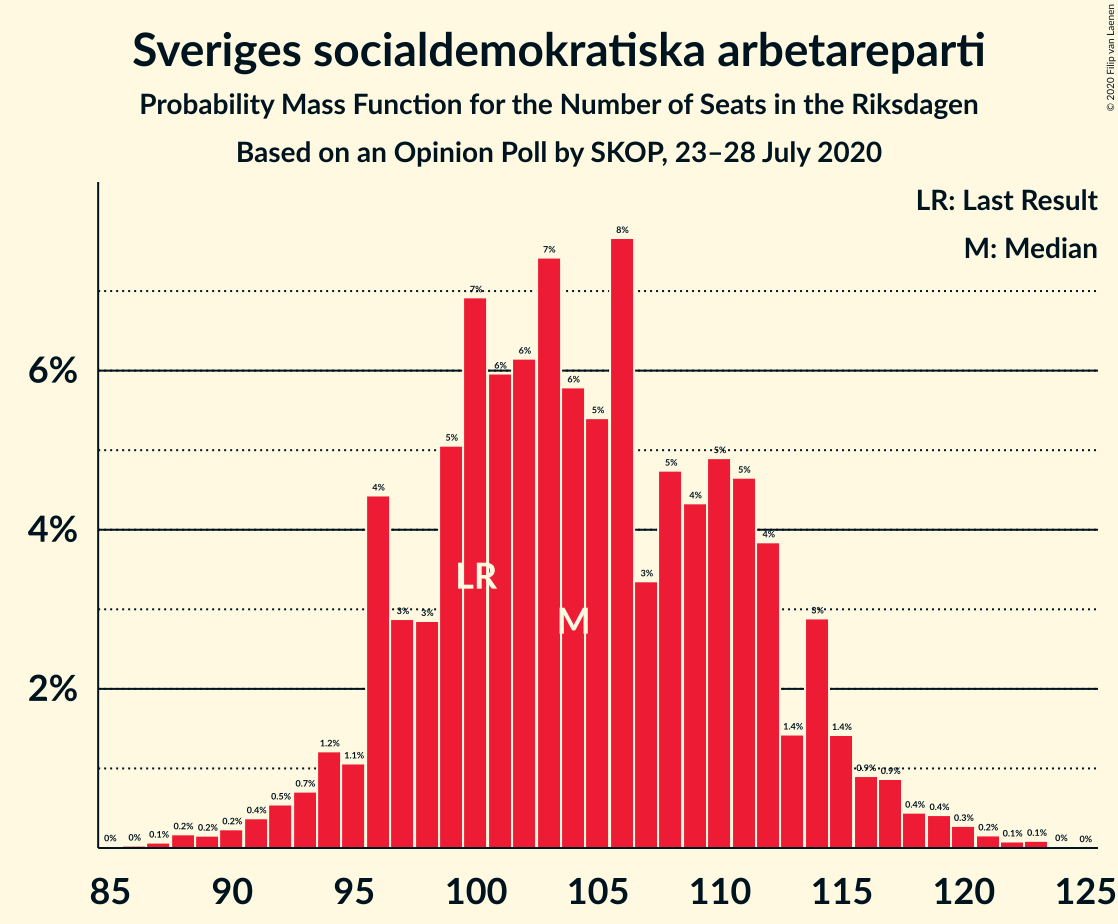 Sveriges socialdemokratiska arbetareparti
Probability Mass Function for the Number of Seats in the Riksdagen
Based on an Opinion Poll by SKOP, 23–28 July 2020
© 2020 Filip van Laenen
LR: Last Result
M: Median
6%
4%
2%
0% 0% 0.1% 0.2% 0.2% 0.2% 0.4% 0.5% 0.7% 1.2% 1.1% 4% 3% 3% 5% 7% 6% 6% 7% 6% 5% 8% 3% 5% 4% 5% 5% 4% 1.4% 3% 1.4% 0.9% 0.9% 0.4% 0.4% 0.3% 0.2% 0.1% 0.1% 0% 0%
LR
M
85 90 95 100 105 110 115 120 125